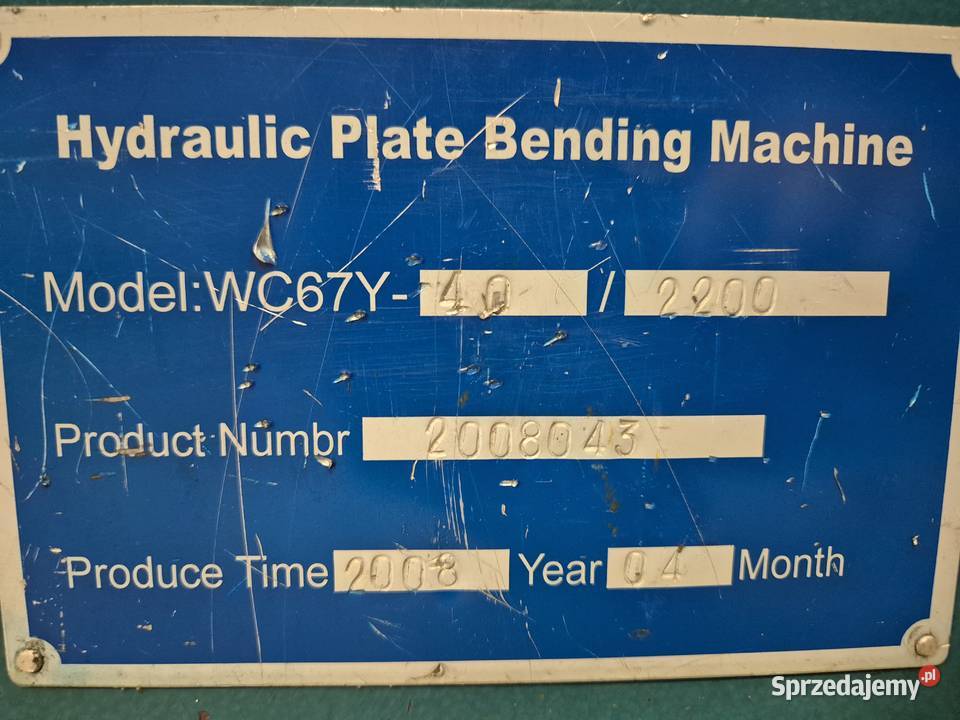 Hydraulic Plate Bending Machine
Model:WC67Y-40/2200
Product Numbr 2008043
Produce Time 2008 Year 04 Month
Sprzedajemy.pl